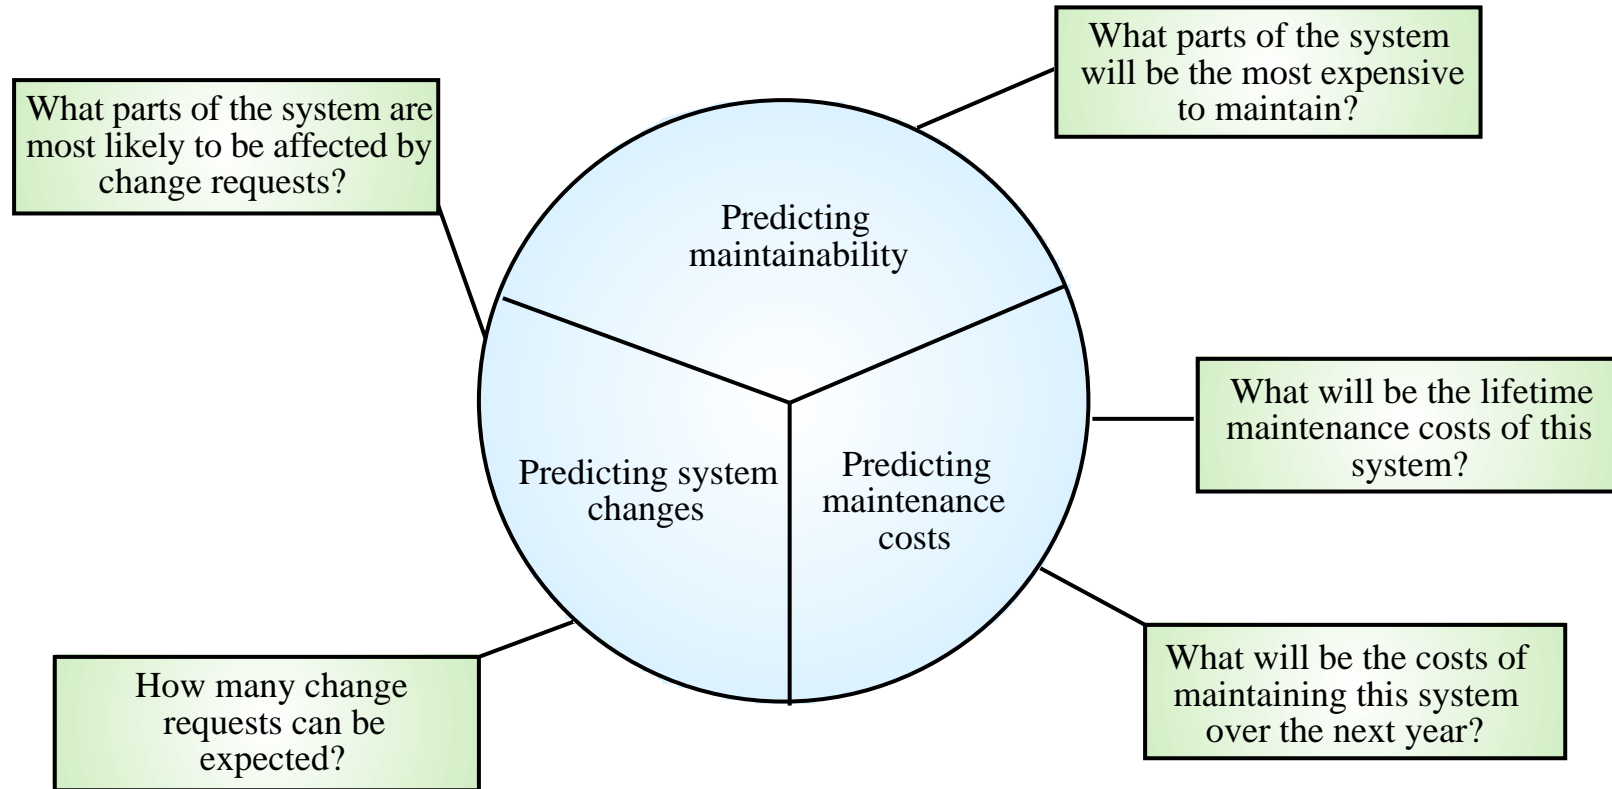 What parts of the system
will be the most expensive
to maintain?
What parts of the system are
most likely to be affected by
change requests?
Predicting
maintainability
What will be the lifetime
maintenance costs of this
system?
Predicting system
changes
Predicting
maintenance
costs
What will be the costs of
maintaining this system
over the next year?
How many change
requests can be
expected?